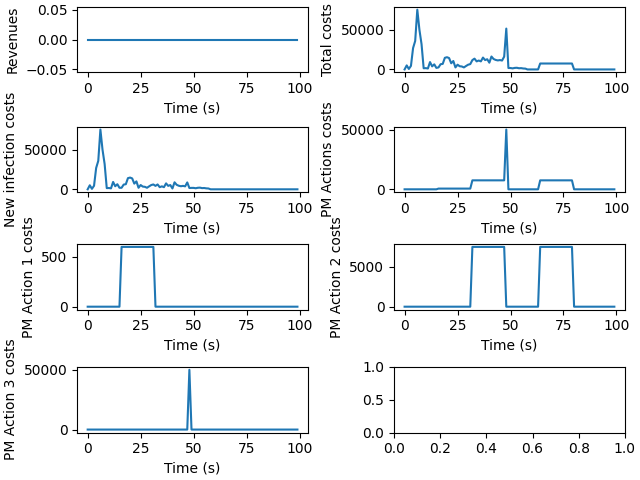 Revenues
0.05
0.00
−0.05
0 25 50 75 100
Time (s)
Total costs
50000
0
0 25 50 75 100
Time (s)
New infection costs
50000
0
0 25 50 75 100
Time (s)
PM Actions costs
50000
0
0 25 50 75 100
Time (s)
PM Action 1 costs
500
0
0 25 50 75 100
Time (s)
PM Action 2 costs
5000
0
0 25 50 75 100
Time (s)
PM Action 3 costs
50000
0
0 25 50 75 100
Time (s)
1.0
0.5
0.0
0.0 0.2 0.4 0.6 0.8 1.0